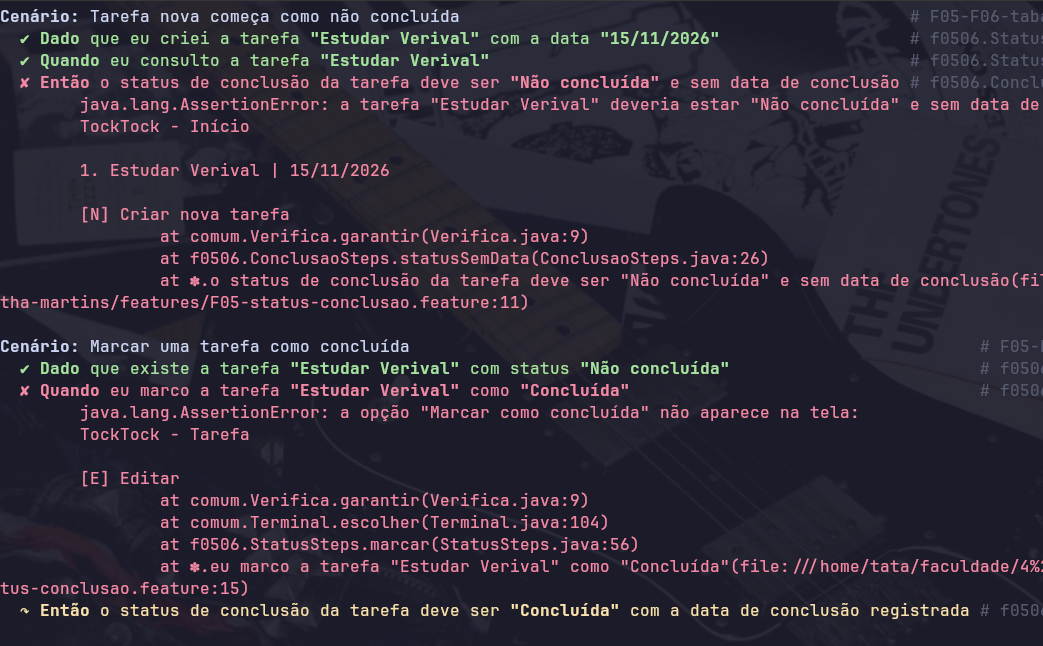 Cenário: Tarefa nova começa como não concluída # F05-F06-taba
✔ Dado que eu criei a tarefa "Estudar Verival" com a data "15/11/2026" # f0506.Status
✔ Quando eu consulto a tarefa "Estudar Verival" # f0506.Status
✘ Então o status de conclusão da tarefa deve ser "Não concluída" e sem data de conclusão # f0506.Conclu
java.lang.AssertionError: a tarefa "Estudar Verival" deveria estar "Não concluída" e sem data de
TockTock - Início
1. Estudar Verival | 15/11/2026
[N] Criar nova tarefa
at comum.Verifica.garantir(Verifica.java:9)
at f0506.ConclusaoSteps.statusSemData(ConclusaoSteps.java:26)
at ✽.o status de conclusão da tarefa deve ser "Não concluída" e sem data de conclusão(fil
tha-martins/features/F05-status-conclusao.feature:11)
Cenário: Marcar uma tarefa como concluída # F05-F
✔ Dado que existe a tarefa "Estudar Verival" com status "Não concluída" # f0506
✘ Quando eu marco a tarefa "Estudar Verival" como "Concluída" # f0506
java.lang.AssertionError: a opção "Marcar como concluída" não aparece na tela:
TockTock - Tarefa
[E] Editar
at comum.Verifica.garantir(Verifica.java:9)
at comum.Terminal.escolher(Terminal.java:104)
at f0506.StatusSteps.marcar(StatusSteps.java:56)
at ✽.eu marco a tarefa "Estudar Verival" como "Concluída"(file:///home/tata/faculdade/4%2
tus-conclusao.feature:15)
↷ Então o status de conclusão da tarefa deve ser "Concluída" com a data de conclusão registrada # f0506
THE
UNDERTONES